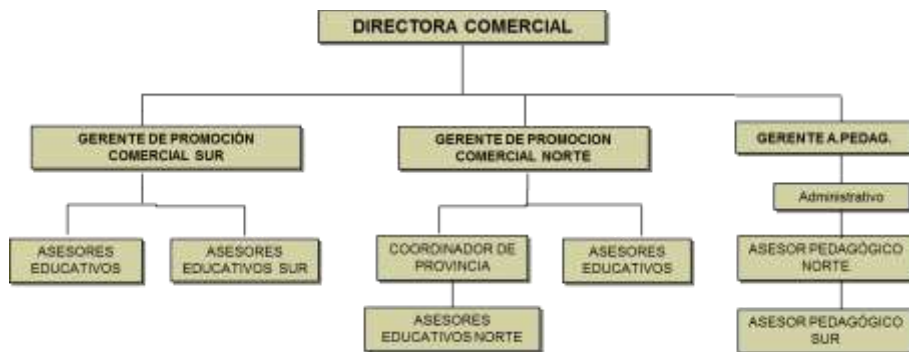 DIRECTORA COMERCIAL
GERENTE DE PROMOCIÓN
COMERCIAL SUR
GERENTE DE PROMOCION
COMERCIAL NORTE
GERENTE A.PEDAG.
Administrativo
ASESORES
EDUCATIVOS
ASESORES
EDUCATIVOS SUR
COORDINADOR DE
PROVINCIA
ASESORES
EDUCATIVOS
ASESOR PEDAGÓGICO
NORTE
ASESORES
EDUCATIVOS NORTE
ASESOR PEDAGÓGICO
SUR